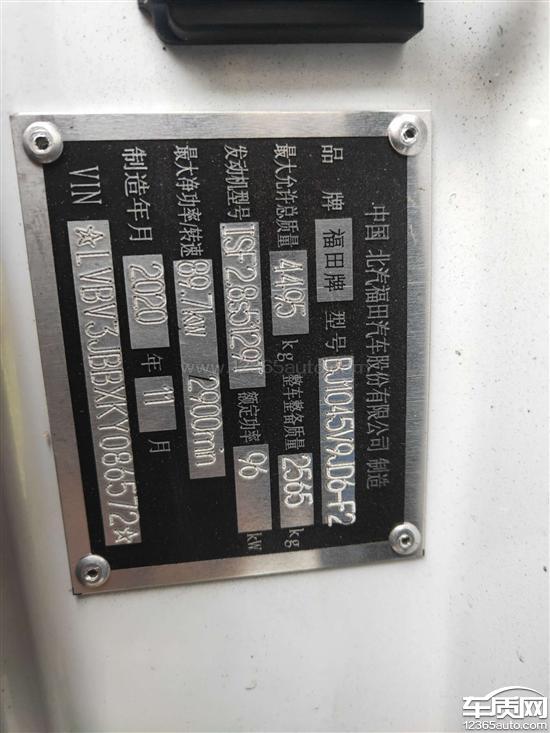 中国 北汽福田汽车股份有限公司 制造
品牌 福田牌 型号 BJ1045V9JD6-F2
最大允许总质量 4495 kg 整车整备质量 2565 kg
发动机型号 ISF2.8s5129T 额定功率 96 kW
最大净功率转速 89.7kw 2900min
制造年月 2020 年 11 月
VIN ☆LVBV3JBBXKY086572☆
车质网
12365auto.com